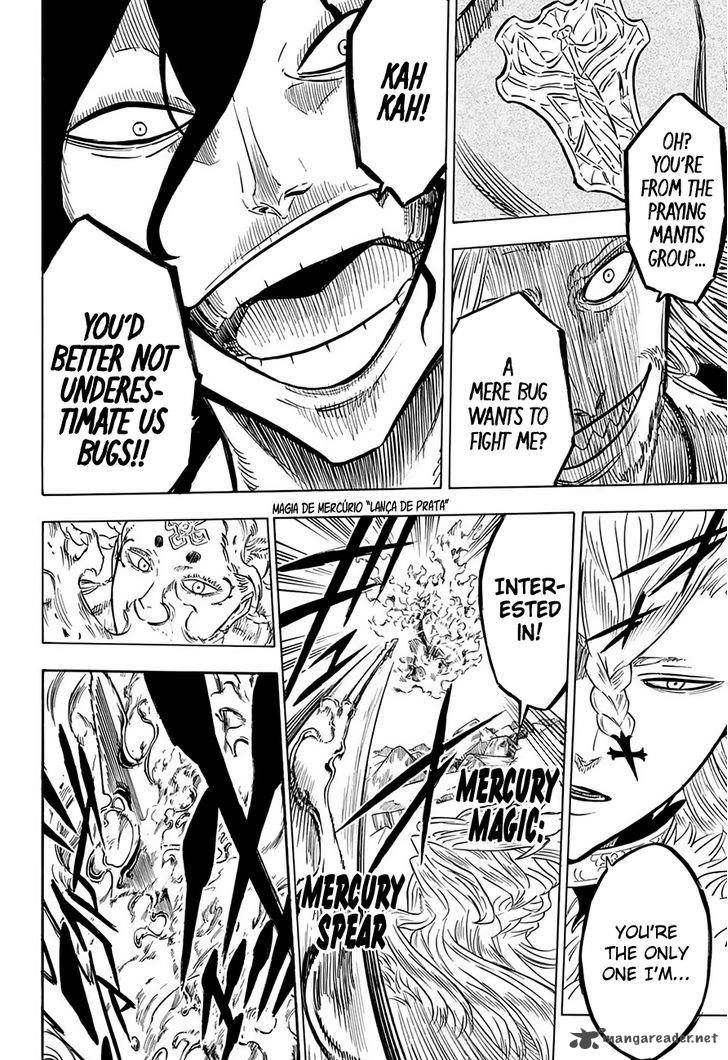 OH?
YOU'RE
FROM THE
PRAYING
MANTIS
GROUP...
A
MERE BUG
WANTS TO
FIGHT ME?
KAH
KAH!
YOU'D
BETTER NOT
UNDERES-
TIMATE US
BUGS!!
YOU'RE
THE ONLY
ONE I'M...
INTER-
ESTED
IN!
MAGIA DE MERCÚRIO "LANÇA DE PRATA"
MERCURY
MAGIC:
MERCURY
SPEAR
mangareader.net